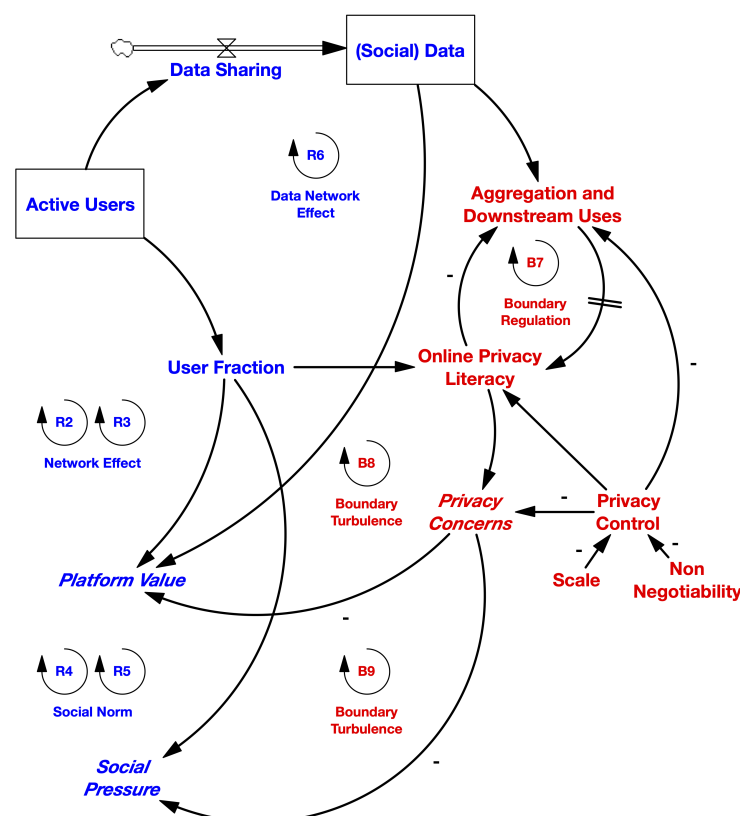 (Social) Data
Data Sharing
R6
Data Network
Effect
Active Users
Aggregation and
Downstream Uses
-
B7
Boundary
Regulation
User Fraction
Online Privacy
Literacy
-
R2
R3
Network Effect
B8
Boundary
Turbulence
Privacy
Concerns
-
Privacy
Control
-
-
Scale
Non
Negotiability
Platform Value
-
R4
R5
Social Norm
B9
Boundary
Turbulence
Social
Pressure
-